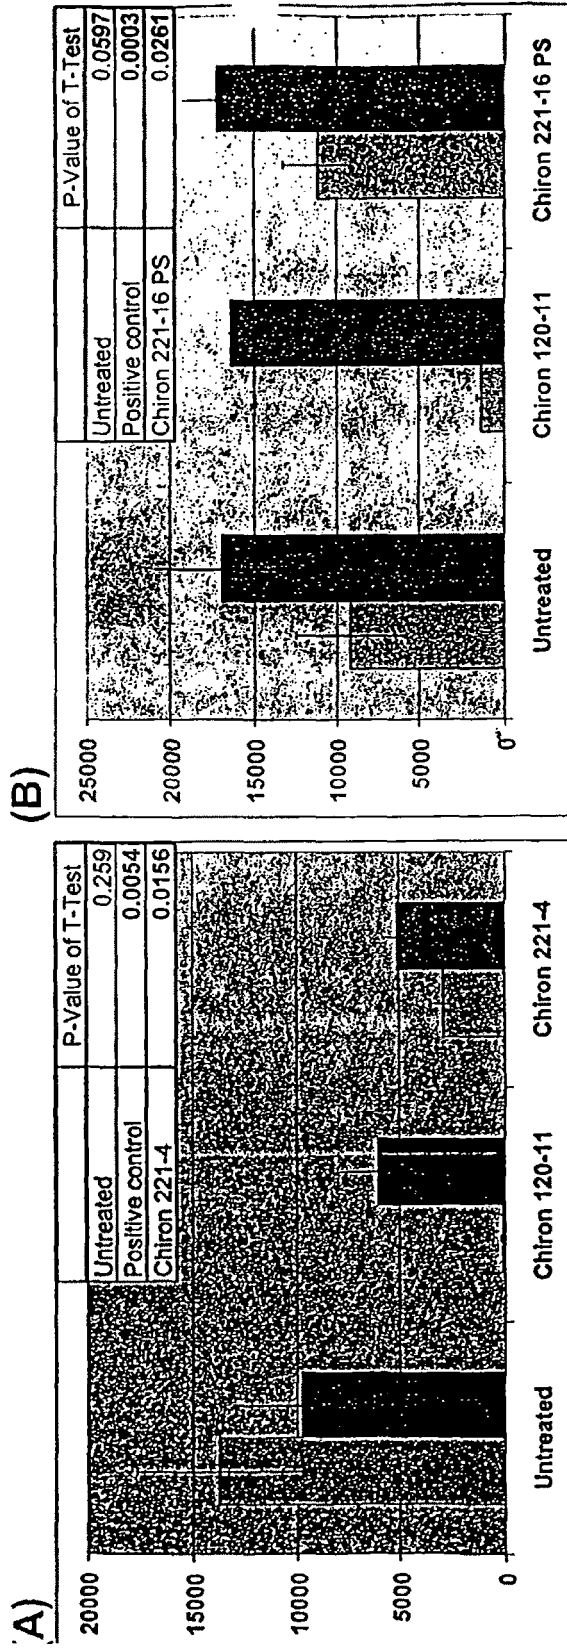 (A)
P-Value of T-Test
Untreated 0.259
Positive control 0.0054
Chiron 221-4 0.0156
20000
15000
10000
5000
0
Untreated
Chiron 120-11
Chiron 221-4
(B)
P-Value of T-Test
Untreated 0.0597
Positive control 0.0003
Chiron 221-16 PS 0.0261
25000
20000
15000
10000
5000
0
Untreated
Chiron 120-11
Chiron 221-16 PS